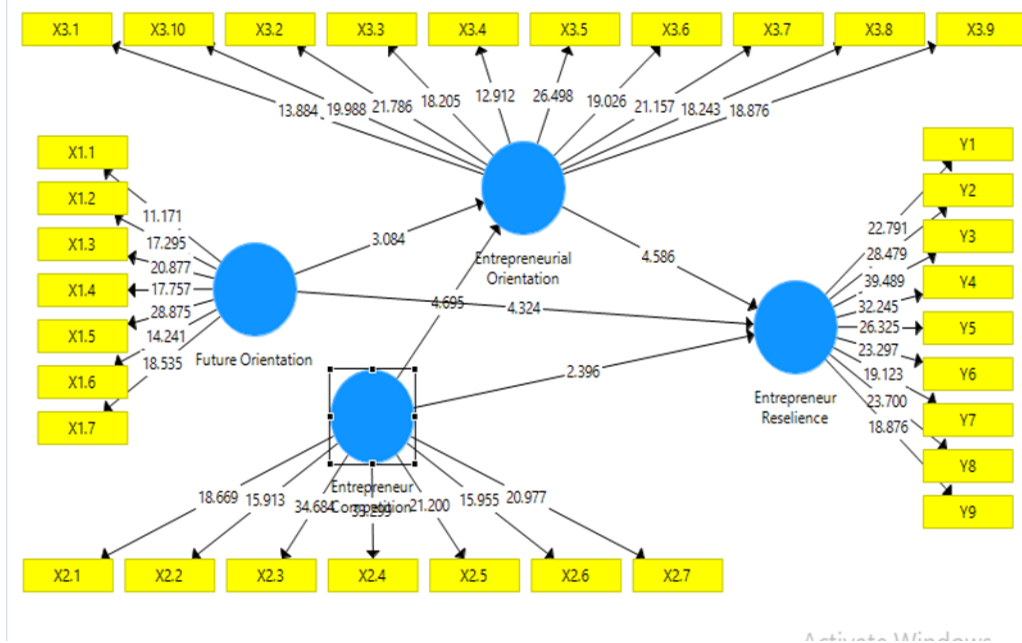 X3.1 X3.10 X3.2 X3.3 X3.4 X3.5 X3.6 X3.7 X3.8 X3.9
13.884 19.988 21.786 18.205 12.912 26.498 19.026 21.157 18.243 18.876
X1.1
X1.2
X1.3
X1.4
X1.5
X1.6
X1.7
11.171
17.295
20.877
17.757
28.875
14.241
18.535
Future Orientation
3.084
4.695
4.324
2.396
4.586
Entrepreneurial
Orientation
Entrepreneur
Reselience
22.791
28.479
39.489
32.245
26.325
23.297
19.123
23.700
18.876
Y1
Y2
Y3
Y4
Y5
Y6
Y7
Y8
Y9
Entrepreneur
Competition
18.669 15.913 34.684 21.200 15.955 20.977
X2.1 X2.2 X2.3 X2.4 X2.5 X2.6 X2.7
Activate Windows